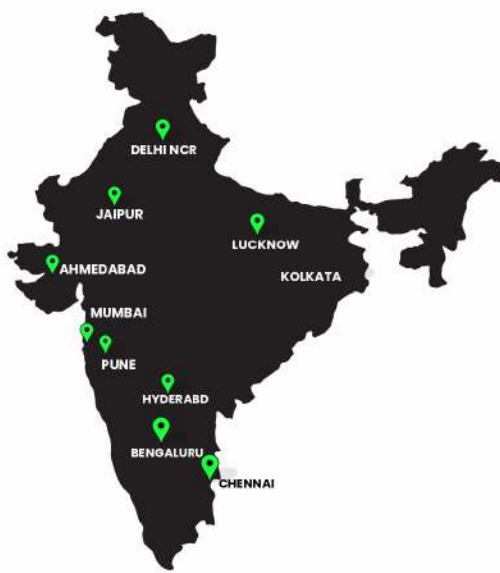 DELHI NCR
JAIPUR
LUCKNOW
AHMEDABAD
KOLKATA
MUMBAI
PUNE
HYDERABD
BENGALURU
CHENNAI